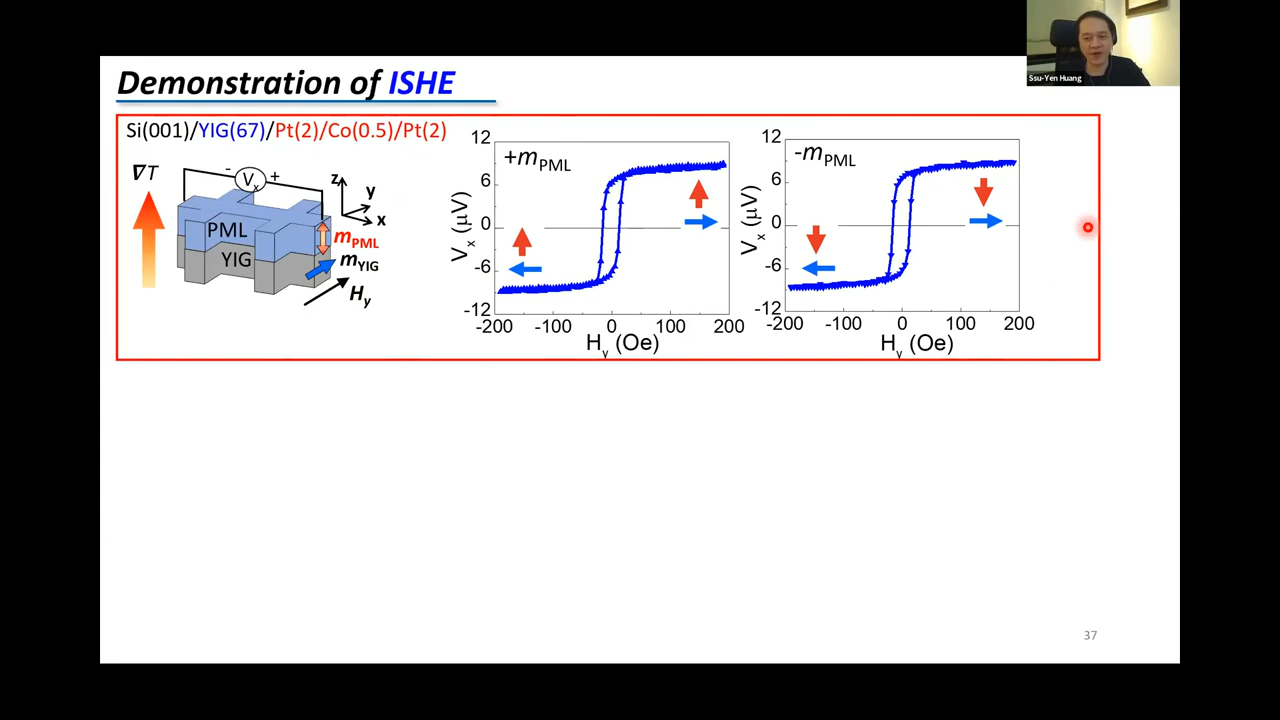 Ssu-Yen Huang
Demonstration of ISHE
Si(001)/YIG(67)/Pt(2)/Co(0.5)/Pt(2)
∇T
- Vx +
z
y
x
PML
YIG
mPML
mYIG
Hy
+mPML
12
6
0
-6
-12
Vx (μV)
-200 -100 0 100 200
Hy (Oe)
-mPML
12
6
0
-6
-12
Vx (μV)
-200 -100 0 100 200
Hy (Oe)
37